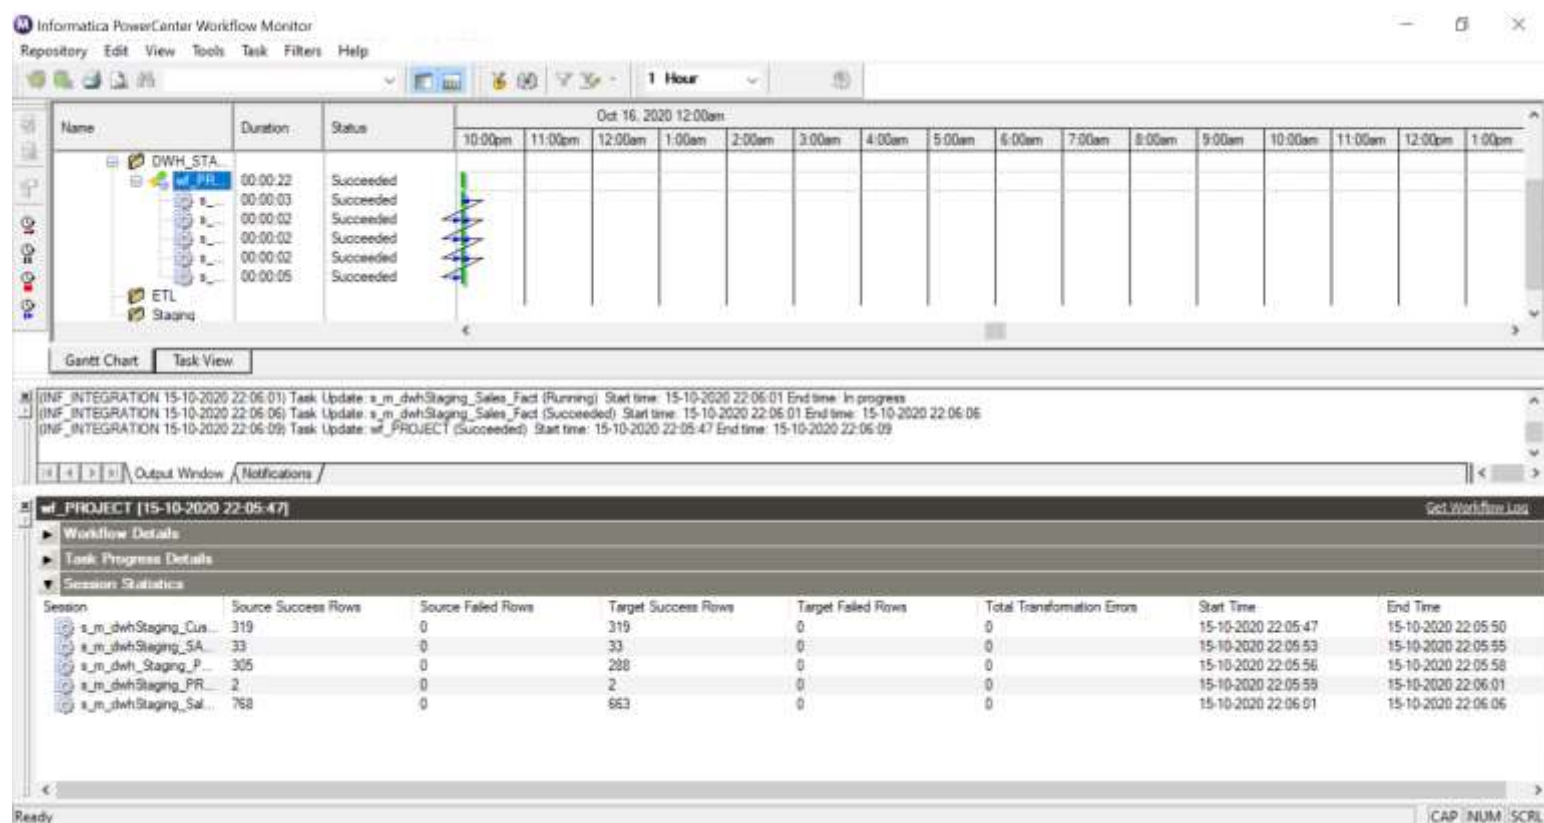 Informatica PowerCenter Workflow Monitor
Repository Edit View Tools Task Filters Help
1 Hour
Name Duration Status Oct 16, 2020 12:00am
10:00pm 11:00pm 12:00am 1:00am 2:00am 3:00am 4:00am 5:00am 6:00am 7:00am 8:00am 9:00am 10:00am 11:00am 12:00pm 1:00pm
DWH_STA...
wf_PR... 00:00:22 Succeeded
s_... 00:00:03 Succeeded
s_... 00:00:02 Succeeded
s_... 00:00:02 Succeeded
s_... 00:00:02 Succeeded
s_... 00:00:05 Succeeded
ETL
Staging
Gantt Chart Task View
(INF_INTEGRATION 15-10-2020 22:06:01) Task Update: s_m_dwhStaging_Sales_Fact (Running) Start time: 15-10-2020 22:06:01 End time: In progress
(INF_INTEGRATION 15-10-2020 22:06:06) Task Update: s_m_dwhStaging_Sales_Fact (Succeeded) Start time: 15-10-2020 22:06:01 End time: 15-10-2020 22:06:06
(INF_INTEGRATION 15-10-2020 22:06:09) Task Update: wf_PROJECT (Succeeded) Start time: 15-10-2020 22:05:47 End time: 15-10-2020 22:06:09
Output Window Notifications
wf_PROJECT [15-10-2020 22:05:47] Get Workflow Log
Workflow Details
Task Progress Details
Session Statistics
Session Source Success Rows Source Failed Rows Target Success Rows Target Failed Rows Total Transformation Errors Start Time End Time
s_m_dwhStaging_Cus... 319 0 319 0 0 15-10-2020 22:05:47 15-10-2020 22:05:50
s_m_dwhStaging_SA... 33 0 33 0 0 15-10-2020 22:05:53 15-10-2020 22:05:55
s_m_dwh_Staging_P... 305 0 288 0 0 15-10-2020 22:05:56 15-10-2020 22:05:58
s_m_dwhStaging_PR... 2 0 2 0 0 15-10-2020 22:05:59 15-10-2020 22:06:01
s_m_dwhStaging_Sal... 768 0 663 0 0 15-10-2020 22:06:01 15-10-2020 22:06:06
Ready CAP NUM SCRL